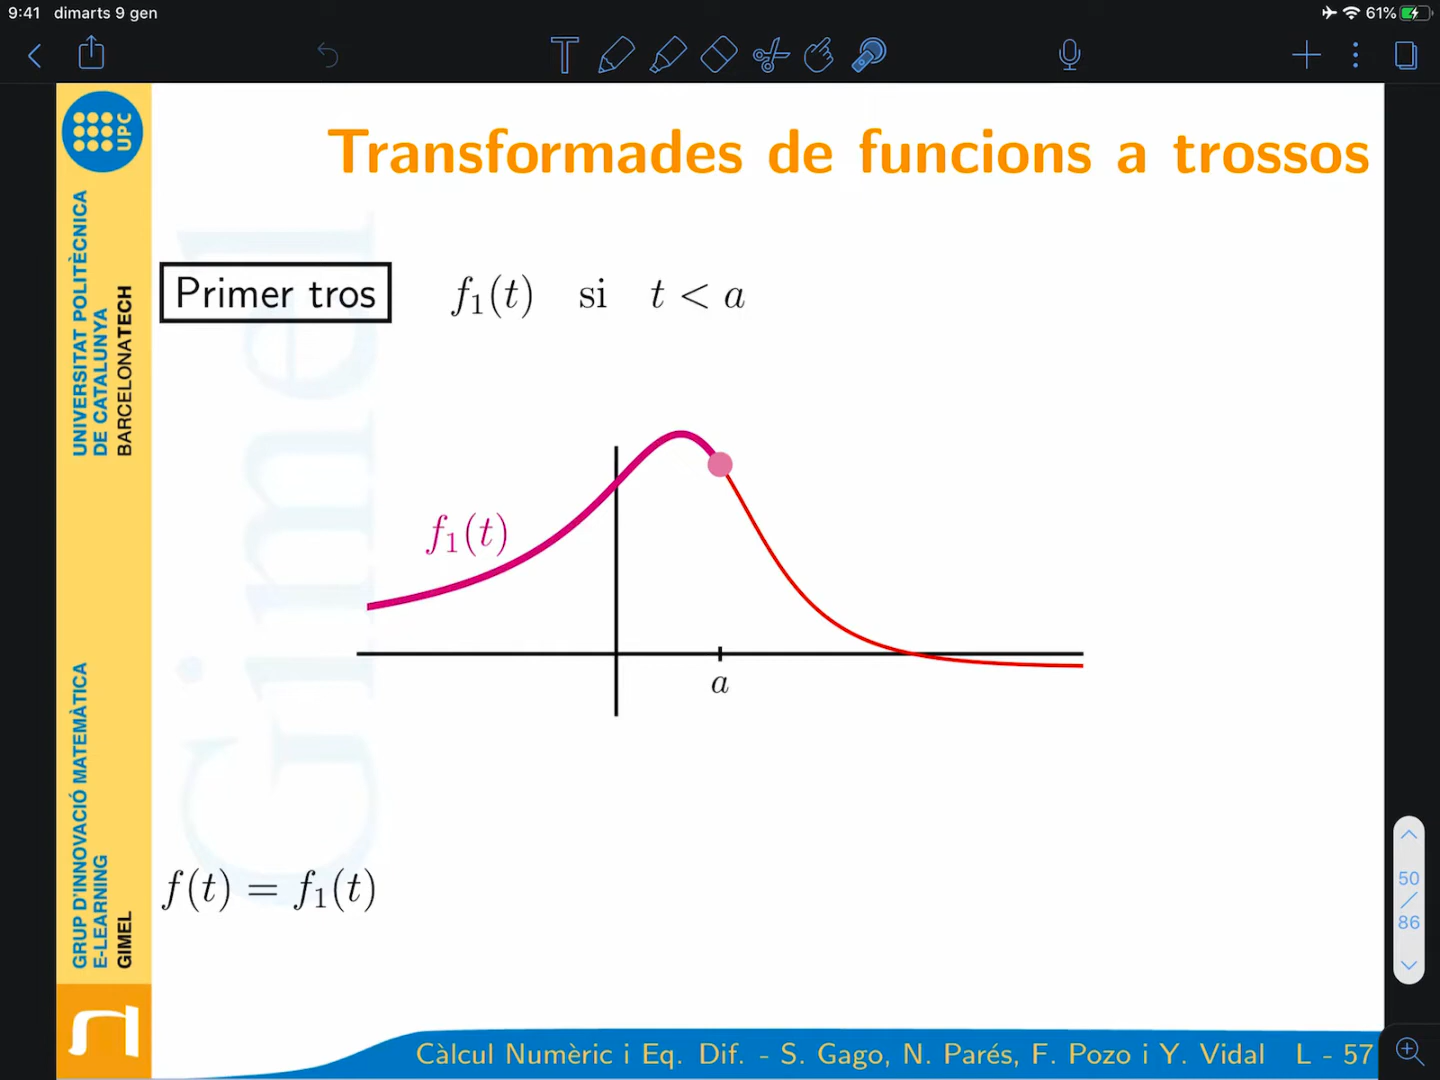 9:41 dimarts 9 gen
61%
Transformades de funcions a trossos
Primer tros f₁(t) si t < a
f₁(t)
a
f(t) = f₁(t)
UPC
UNIVERSITAT POLITÈCNICA
DE CATALUNYA
BARCELONATECH
GRUP D'INNOVACIÓ MATEMÀTICA
E-LEARNING
GIMEL
Gimel
50
/
86
Càlcul Numèric i Eq. Dif. - S. Gago, N. Parés, F. Pozo i Y. Vidal L - 57